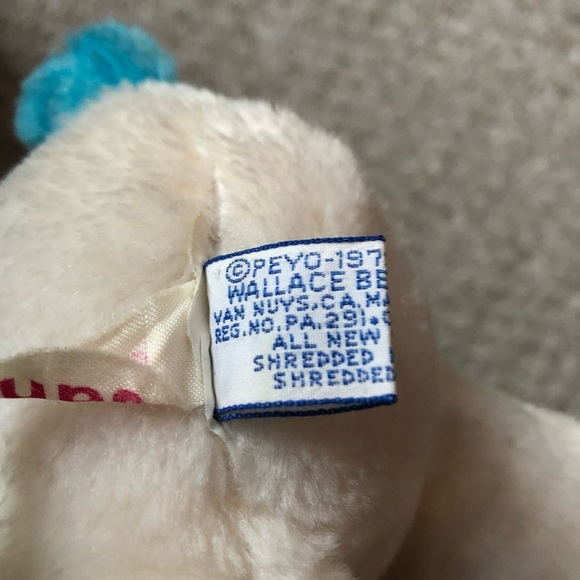 ©PEYO-197
WALLACE BE
VAN NUYS, CA. MA
REG. NO. PA. 291.
ALL NEW
SHREDDED
SHREDDED